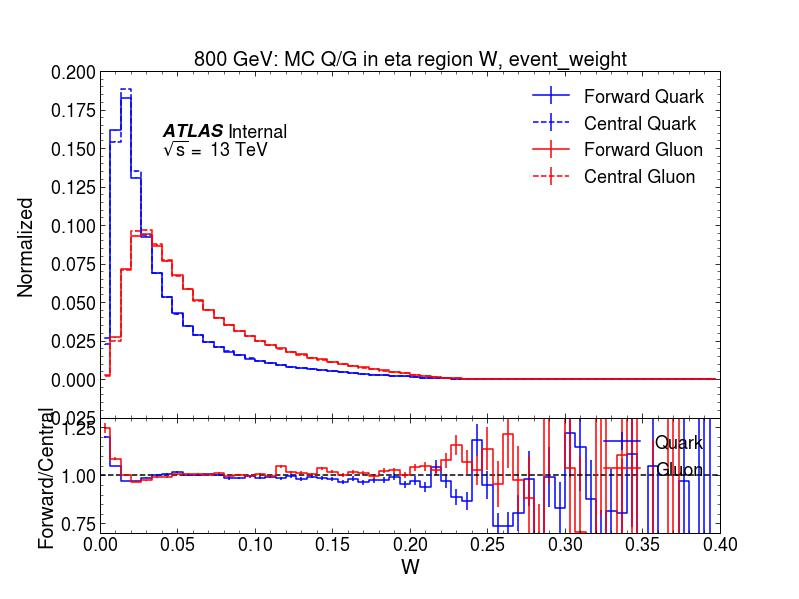 800 GeV: MC Q/G in eta region W, event_weight
0.200
0.175
0.150
0.125
0.100
0.075
0.050
0.025
0.000
0.025
Normalized
ATLAS Internal
√s = 13 TeV
Forward Quark
Central Quark
Forward Gluon
Central Gluon
1.25
1.00
0.75
Forward/Central
Quark
Gluon
0.00 0.05 0.10 0.15 0.20 0.25 0.30 0.35 0.40
W